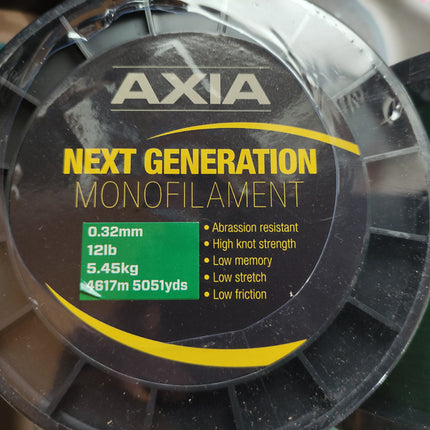 AXIA
NEXT GENERATION
MONOFILAMENT
0.32mm
12lb
5.45kg
4617m 5051yds
• Abrassion resistant
• High knot strength
• Low memory
• Low stretch
• Low friction